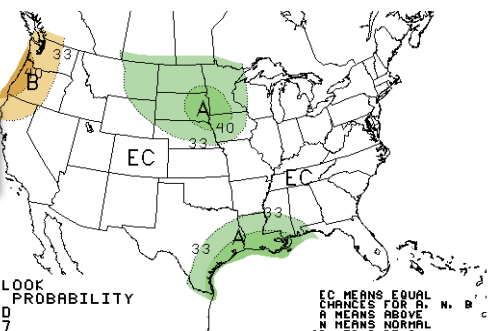 33
40
B
A
40
33
EC
EC
33
A
33
LOOK
PROBABILITY
D
7
EC MEANS EQUAL
CHANCES FOR A, N, B
A MEANS ABOVE
N MEANS NORMAL